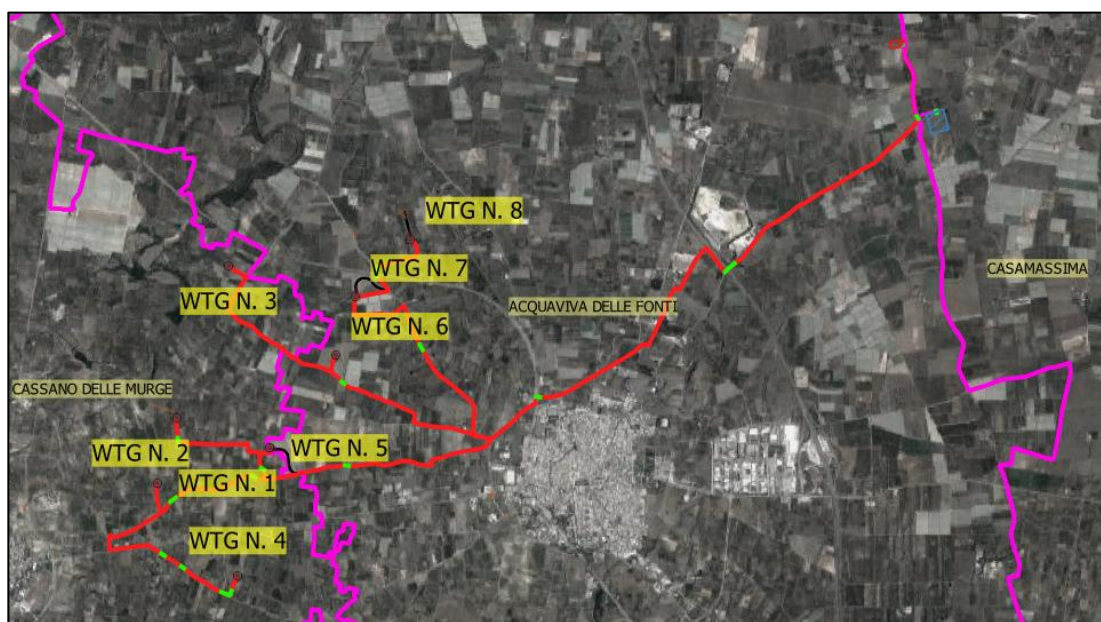 WTG N. 8
WTG N. 7
CASAMASSIMA
WTG N. 3
ACQUAVIVA DELLE FONTI
WTG N. 6
CASSANO DELLE MURGE
WTG N. 2
WTG N. 5
WTG N. 1
WTG N. 4